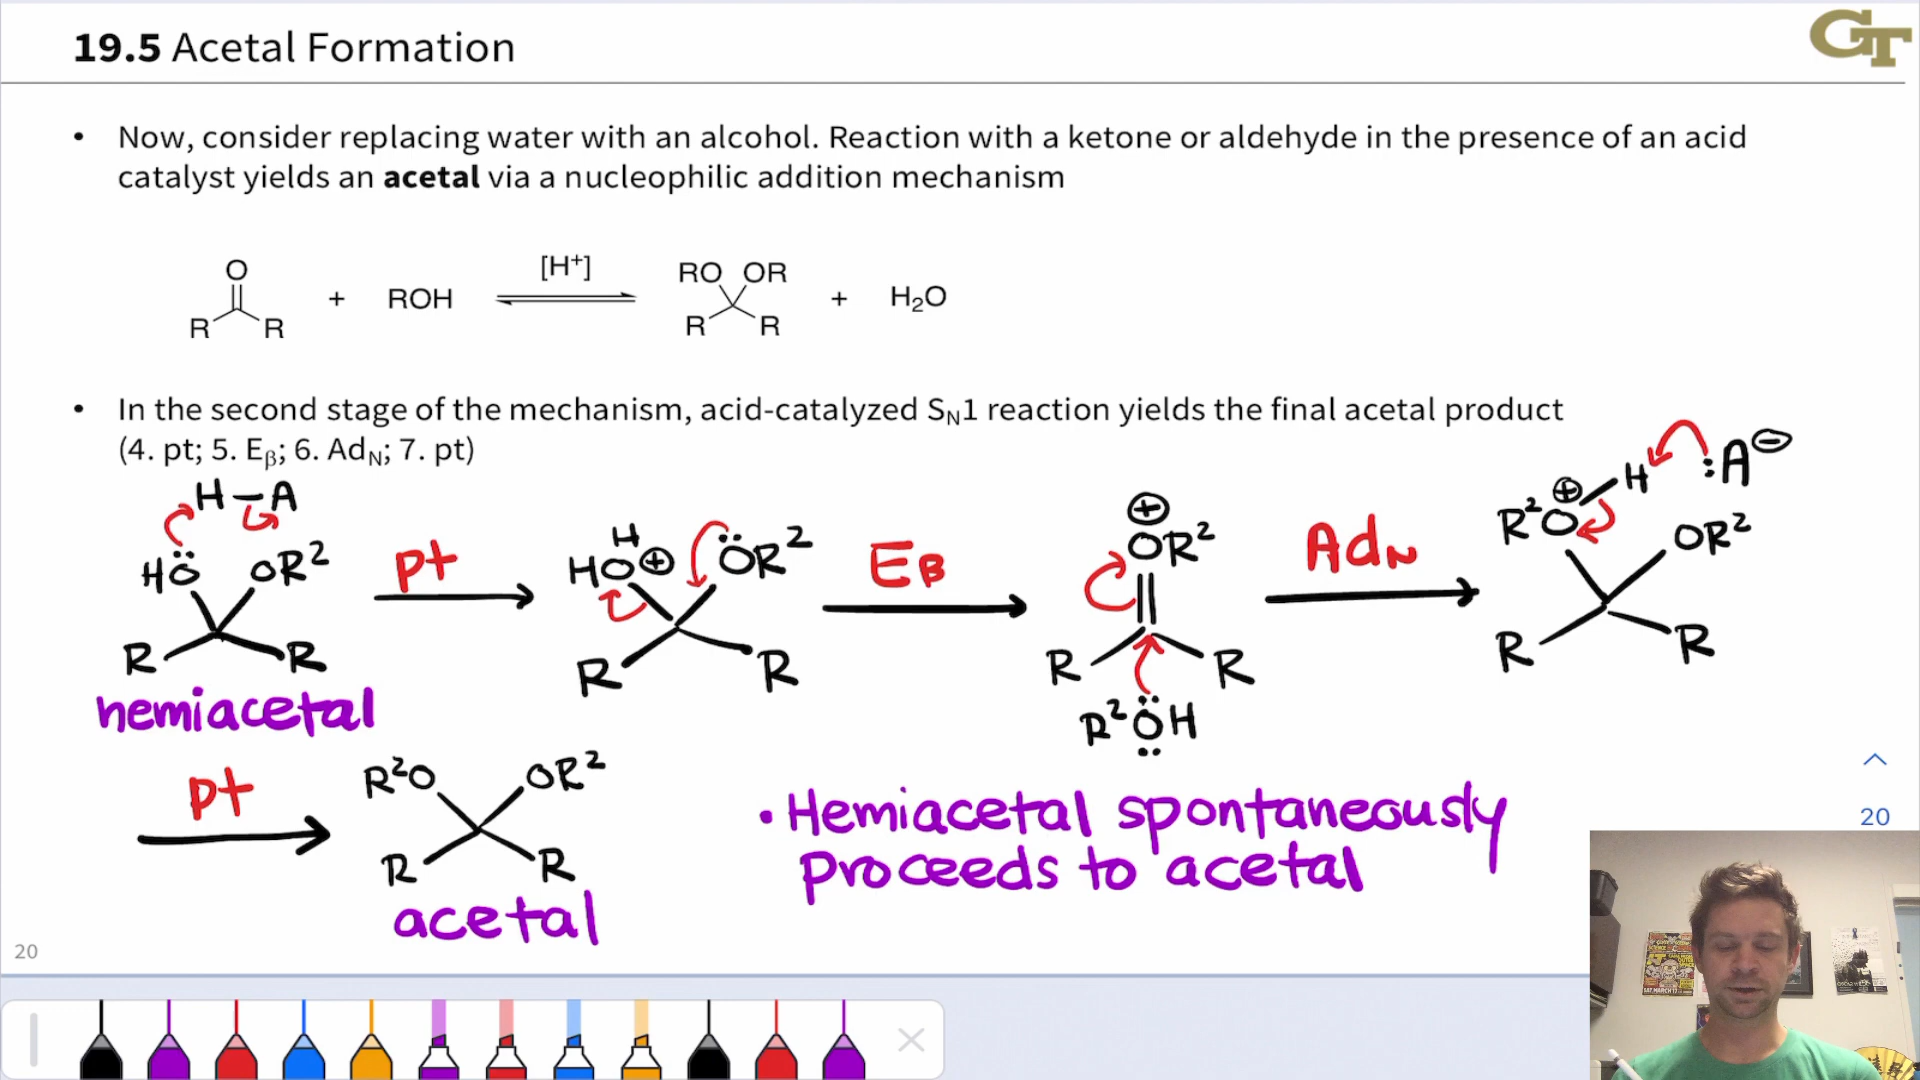 19.5 Acetal Formation
GT
• Now, consider replacing water with an alcohol. Reaction with a ketone or aldehyde in the presence of an acid
catalyst yields an acetal via a nucleophilic addition mechanism
O
R R
+ ROH
[H⁺]
RO OR
R R
+ H₂O
• In the second stage of the mechanism, acid-catalyzed Sₙ1 reaction yields the final acetal product
(4. pt; 5. Eᵦ; 6. Adₙ; 7. pt)
H–A
HÖ OR²
R R
hemiacetal
pt
H
HO⊕ ÖR²
R R
Eβ
⊕
OR²
R R
R²ÖH
Adₙ
R²O⊕ H :A⊖
OR²
R R
pt
R²O OR²
R R
acetal
• Hemiacetal spontaneously
proceeds to acetal
20
20